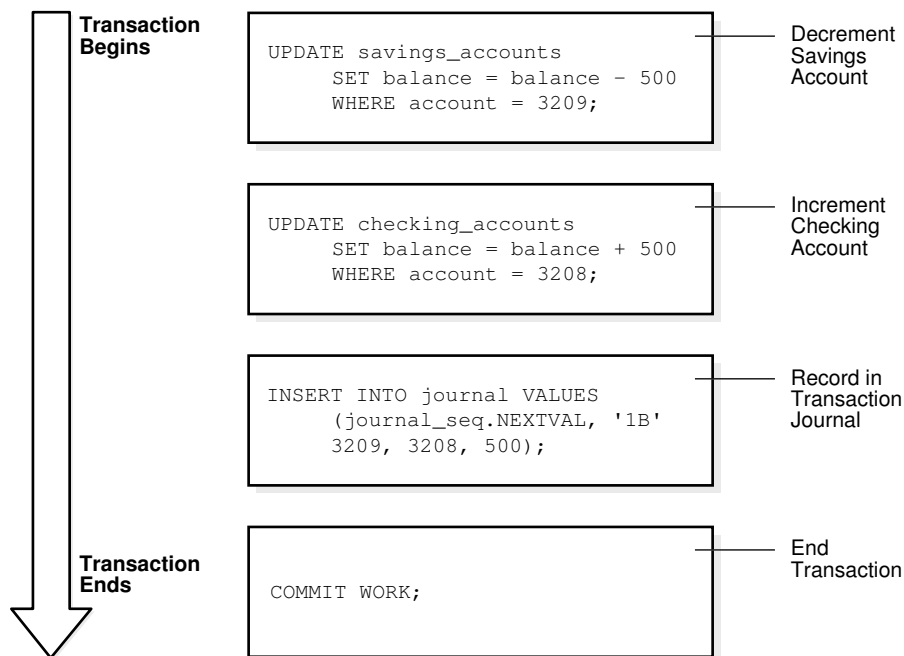 Transaction
Begins
UPDATE savings_accounts
SET balance = balance - 500
WHERE account = 3209;
Decrement
Savings
Account
UPDATE checking_accounts
SET balance = balance + 500
WHERE account = 3208;
Increment
Checking
Account
INSERT INTO journal VALUES
(journal_seq.NEXTVAL, '1B'
3209, 3208, 500);
Record in
Transaction
Journal
Transaction
Ends
COMMIT WORK;
End
Transaction